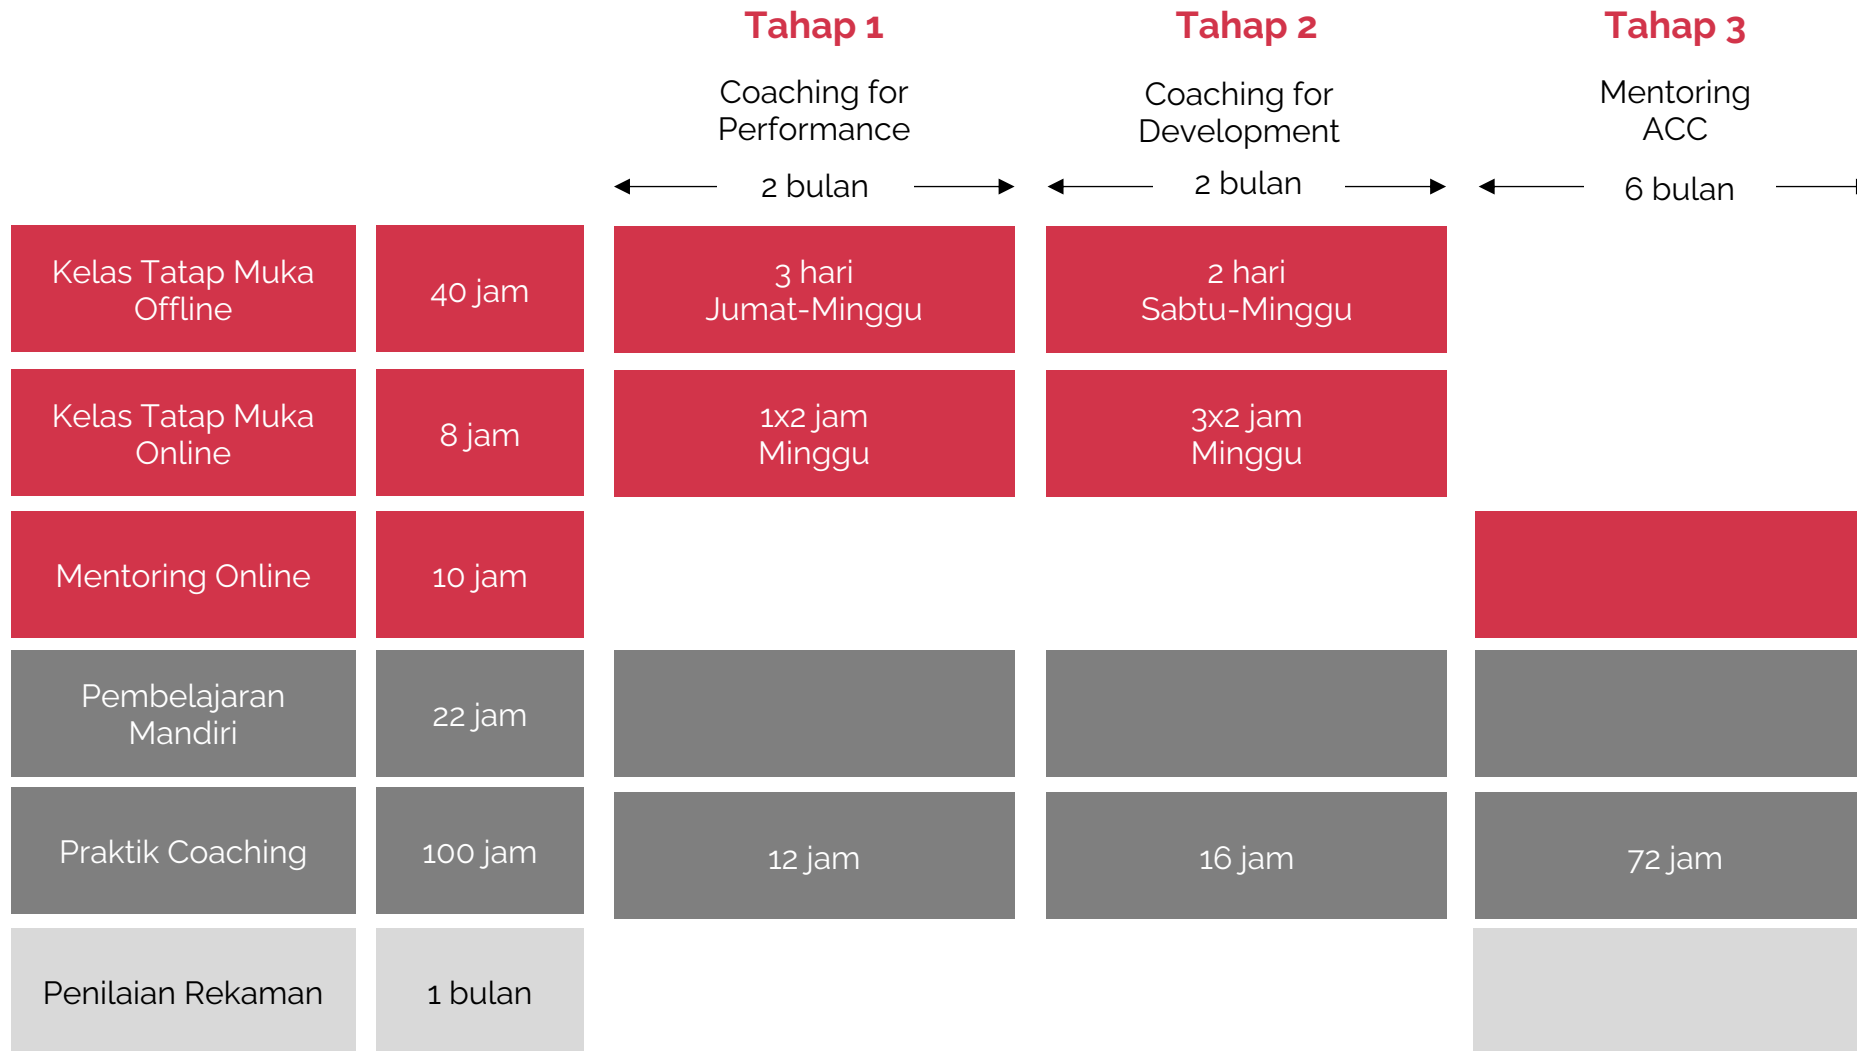 Tahap 1
Tahap 2
Tahap 3
Coaching for
Performance
Coaching for
Development
Mentoring
ACC
2 bulan
2 bulan
6 bulan
Kelas Tatap Muka
Offline
40 jam
3 hari
Jumat-Minggu
2 hari
Sabtu-Minggu
Kelas Tatap Muka
Online
8 jam
1x2 jam
Minggu
3x2 jam
Minggu
Mentoring Online
10 jam
Pembelajaran
Mandiri
22 jam
Praktik Coaching
100 jam
12 jam
16 jam
72 jam
Penilaian Rekaman
1 bulan